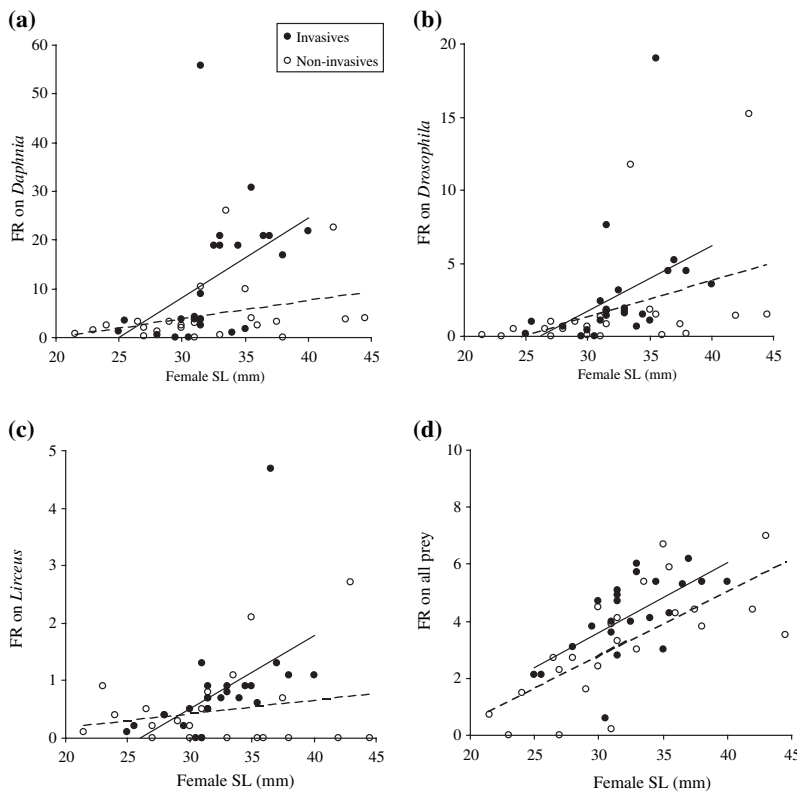 (a)
Invasives
Non-invasives
60
50
40
30
20
10
0
FR on Daphnia
20 25 30 35 40 45
Female SL (mm)
(b)
20
15
10
5
0
FR on Drosophila
20 25 30 35 40 45
Female SL (mm)
(c)
5
4
3
2
1
0
FR on Lirceus
20 25 30 35 40 45
Female SL (mm)
(d)
10
8
6
4
2
0
FR on all prey
20 25 30 35 40 45
Female SL (mm)